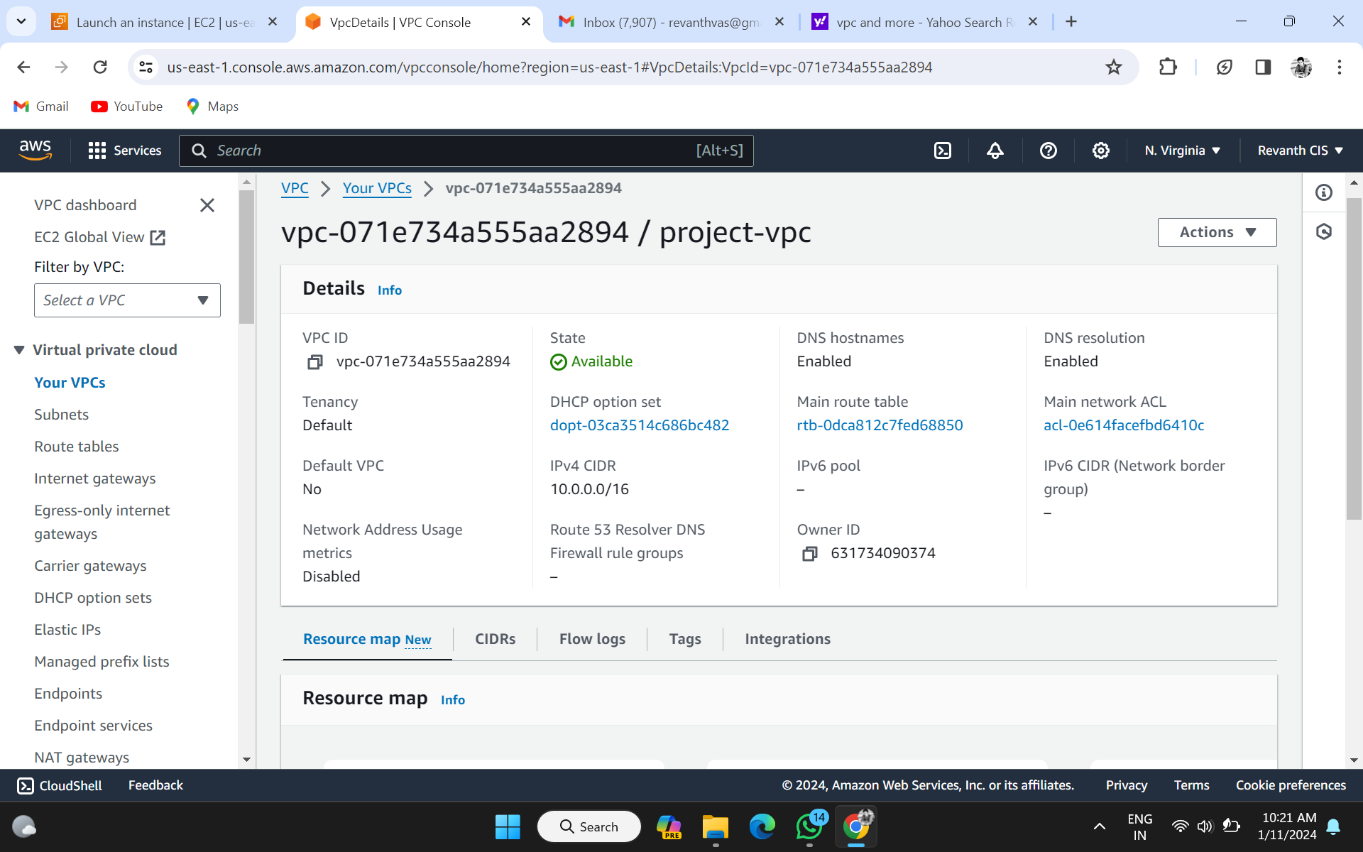 Launch an instance | EC2 | us-ea
VpcDetails | VPC Console
Inbox (7,907) - revanthvas@gm
vpc and more - Yahoo Search R
us-east-1.console.aws.amazon.com/vpcconsole/home?region=us-east-1#VpcDetails:VpcId=vpc-071e734a555aa2894
Gmail
YouTube
Maps
aws
Services
Search
[Alt+S]
N. Virginia
Revanth CIS
VPC dashboard
EC2 Global View
Filter by VPC:
Select a VPC
Virtual private cloud
Your VPCs
Subnets
Route tables
Internet gateways
Egress-only internet
gateways
Carrier gateways
DHCP option sets
Elastic IPs
Managed prefix lists
Endpoints
Endpoint services
NAT gateways
VPC
Your VPCs
vpc-071e734a555aa2894
vpc-071e734a555aa2894 / project-vpc
Actions
Details Info
VPC ID
vpc-071e734a555aa2894
State
Available
DNS hostnames
Enabled
DNS resolution
Enabled
Tenancy
Default
DHCP option set
dopt-03ca3514c686bc482
Main route table
rtb-0dca812c7fed68850
Main network ACL
acl-0e614facefbd6410c
Default VPC
No
IPv4 CIDR
10.0.0.0/16
IPv6 pool
–
IPv6 CIDR (Network border
group)
–
Network Address Usage
metrics
Disabled
Route 53 Resolver DNS
Firewall rule groups
–
Owner ID
631734090374
Resource map New
CIDRs
Flow logs
Tags
Integrations
Resource map Info
CloudShell
Feedback
© 2024, Amazon Web Services, Inc. or its affiliates.
Privacy
Terms
Cookie preferences
Search
PRE
14
ENG
IN
10:21 AM
1/11/2024